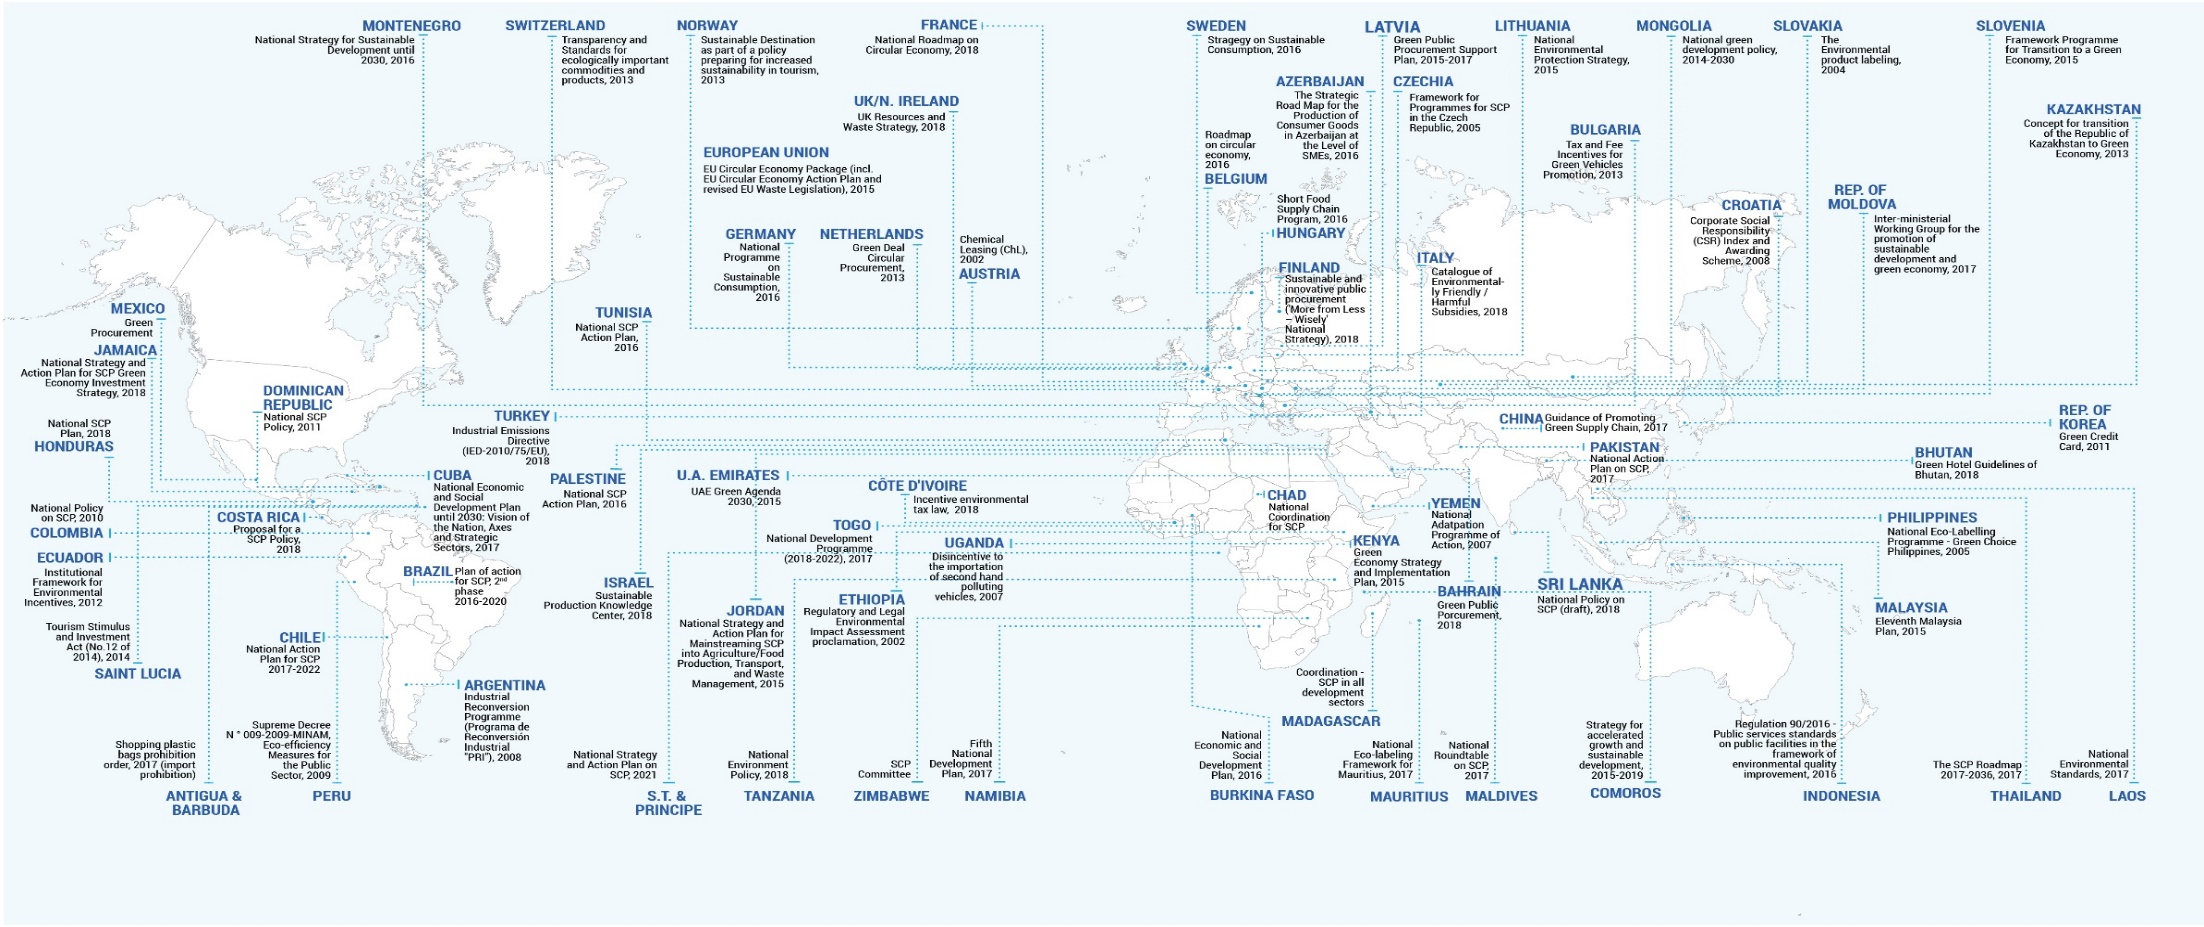 MONTENEGRO
National Strategy for Sustainable
Development until
2030, 2016
SWITZERLAND
Transparency and
Standards for
ecologically important
commodities and
products, 2013
NORWAY
Sustainable Destination
as part of a policy
preparing for increased
sustainability in tourism,
2013
FRANCE
National Roadmap on
Circular Economy, 2018
UK/N. IRELAND
UK Resources and
Waste Strategy, 2018
EUROPEAN UNION
EU Circular Economy Package (incl.
EU Circular Economy Action Plan and
revised EU Waste Legislation), 2015
GERMANY
National
Programme
on
Sustainable
Consumption,
2016
NETHERLANDS
Green Deal
Circular
Procurement,
2013
Chemical
Leasing (ChL),
2002
AUSTRIA
SWEDEN
Stragegy on Sustainable
Consumption, 2016
LATVIA
Green Public
Procurement Support
Plan, 2015-2017
LITHUANIA
National
Environmental
Protection Strategy,
2015
MONGOLIA
National green
development policy,
2014-2030
SLOVAKIA
The
Environmental
product labeling,
2004
SLOVENIA
Framework Programme
for Transition to a Green
Economy, 2015
AZERBAIJAN
The Strategic
Road Map for the
Production of
Consumer Goods
in Azerbaijan at
the Level of
SMEs, 2016
CZECHIA
Framework for
Programmes for SCP
in the Czech
Republic, 2005
KAZAKHSTAN
Concept for transition
of the Republic of
Kazakhstan to Green
Economy, 2013
BULGARIA
Tax and Fee
Incentives for
Green Vehicles
Promotion, 2013
Roadmap
on circular
economy,
2016
BELGIUM
Short Food
Supply Chain
Program, 2016
HUNGARY
CROATIA
Corporate Social
Responsibility
(CSR) Index and
Awarding
Scheme, 2008
REP. OF
MOLDOVA
Inter-ministerial
Working Group for the
promotion of
sustainable
development and
green economy, 2017
FINLAND
Sustainable and
innovative public
procurement
('More from Less
– Wisely'
National
Strategy), 2018
ITALY
Catalogue of
Environmental-
ly Friendly /
Harmful
Subsidies, 2018
MEXICO
Green
Procurement
JAMAICA
National Strategy and
Action Plan for SCP Green
Economy Investment
Strategy, 2018
TUNISIA
National SCP
Action Plan,
2016
DOMINICAN
REPUBLIC
National SCP
Policy, 2011
National SCP
Plan, 2018
HONDURAS
TURKEY
Industrial Emissions
Directive
(IED-2010/75/EU),
2018
CHINA
Guidance of Promoting
Green Supply Chain, 2017
REP. OF
KOREA
Green Credit
Card, 2011
PAKISTAN
National Action
Plan on SCP,
2017
BHUTAN
Green Hotel Guidelines of
Bhutan, 2018
CUBA
National Economic
and Social
Development Plan
until 2030: Vision of
the Nation, Axes
and Strategic
Sectors, 2017
PALESTINE
National SCP
Action Plan, 2016
U.A. EMIRATES
UAE Green Agenda
2030, 2015
CÔTE D'IVOIRE
Incentive environmental
tax law, 2018
CHAD
National
Coordination
for SCP
YEMEN
National
Adatpation
Programme of
Action, 2007
National Policy
on SCP, 2010
COLOMBIA
COSTA RICA
Proposal for a
SCP Policy,
2018
TOGO
National Development
Programme
(2018-2022), 2017
UGANDA
Disincentive to
the importation
of second hand
polluting
vehicles, 2007
KENYA
Green
Economy Strategy
and Implementation
Plan, 2015
PHILIPPINES
National Eco-Labelling
Programme - Green Choice
Philippines, 2005
ECUADOR
Institutional
Framework for
Environmental
Incentives, 2012
BRAZIL
Plan of action
for SCP, 2nd
phase
2016-2020
ISRAEL
Sustainable
Production Knowledge
Center, 2018
JORDAN
National Strategy and
Action Plan for
Mainstreaming SCP
into Agriculture/Food
Production, Transport,
and Waste
Management, 2015
ETHIOPIA
Regulatory and Legal
Environmental
Impact Assessment
proclamation, 2002
BAHRAIN
Green Public
Porcurement,
2018
SRI LANKA
National Policy on
SCP (draft), 2018
MALAYSIA
Eleventh Malaysia
Plan, 2015
Tourism Stimulus
and Investment
Act (No.12 of
2014), 2014
SAINT LUCIA
CHILE
National Action
Plan for SCP
2017-2022
ARGENTINA
Industrial
Reconversion
Programme
(Programa de
Reconversión
Industrial
"PRI"), 2008
Coordination -
SCP in all
development
sectors
MADAGASCAR
Shopping plastic
bags prohibition
order, 2017 (import
prohibition)
ANTIGUA &
BARBUDA
Supreme Decree
N ° 009-2009-MINAM,
Eco-efficiency
Measures for
the Public
Sector, 2009
PERU
National Strategy
and Action Plan on
SCP, 2021
S.T. &
PRINCIPE
National
Environment
Policy, 2018
TANZANIA
SCP
Committee
ZIMBABWE
Fifth
National
Development
Plan, 2017
NAMIBIA
National
Economic and
Social
Development
Plan, 2016
BURKINA FASO
National
Eco-labeling
Framework for
Mauritius, 2017
MAURITIUS
National
Roundtable
on SCP,
2017
MALDIVES
Strategy for
accelerated
growth and
sustainable
development,
2015-2019
COMOROS
Regulation 90/2016 -
Public services standards
on public facilities in the
framework of
environmental quality
improvement, 2016
INDONESIA
The SCP Roadmap
2017-2036, 2017
THAILAND
National
Environmental
Standards, 2017
LAOS